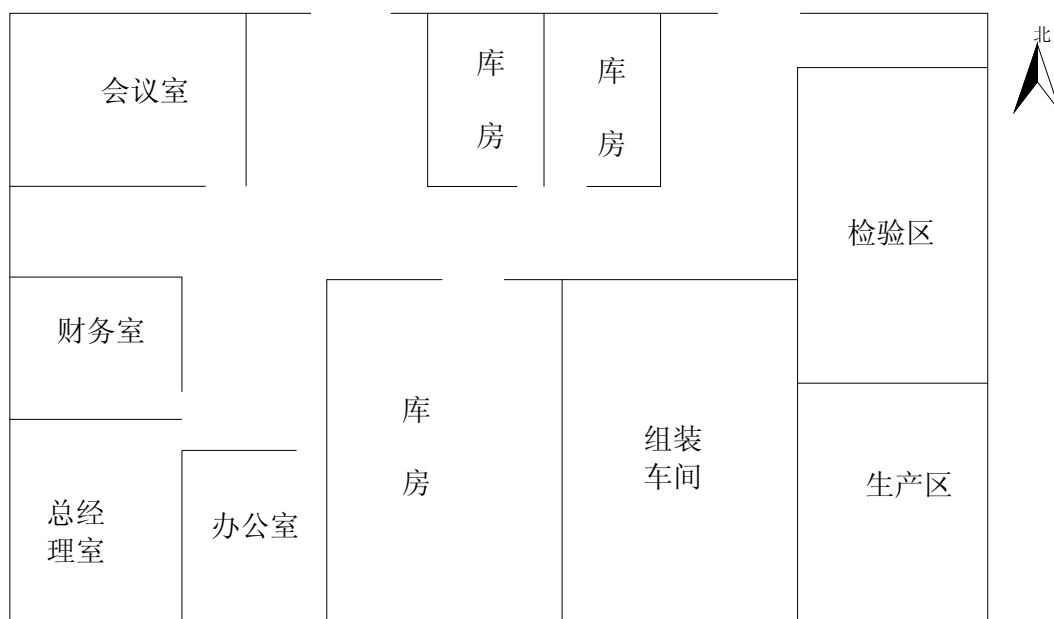 北
会议室
库
房
库
房
检验区
财务室
库
房
组装
车间
生产区
总经
理室
办公室